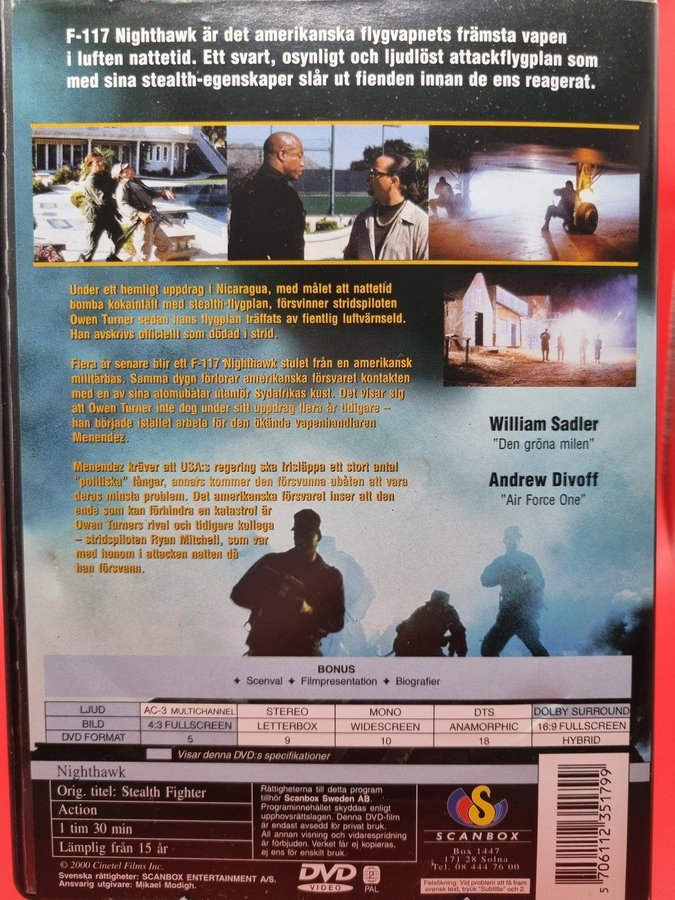 F-117 Nighthawk är det amerikanska flygvapnets främsta vapen
i luften nattetid. Ett svart, osynligt och ljudlöst attackflygplan som
med sina stealth-egenskaper slår ut fienden innan de ens reagerat.
Under ett hemligt uppdrag i Nicaragua, med målet att nattetid
bomba kokainfält med stealth-flygplan, försvinner stridspiloten
Owen Turner sedan hans flygplan träffats av fientlig luftvärnseld.
Han avskrivs officiellt som dödad i strid.
Flera år senare blir ett F-117 Nighthawk stulet från en amerikansk
militärbas. Samma dygn förlorar amerikanska försvaret kontakten
med en av sina atomubåtar utanför Sydafrikas kust. Det visar sig
att Owen Turner inte dog under sitt uppdrag flera år tidigare –
han började istället arbeta för den ökände vapenhandlaren
Menendez.
William Sadler
"Den gröna milen"
Andrew Divoff
"Air Force One"
Menendez kräver att USA:s regering ska frisläppa ett stort antal
"politiska" fångar, annars kommer den försvunna ubåten att vara
deras minsta problem. Det amerikanska försvaret inser att den
ende som kan förhindra en katastrof är
Owen Turners rival och tidigare kollega
– stridspiloten Ryan Mitchell, som var
med honom i attacken natten då
han försvann.
BONUS
✦ Scenval ✦ Filmpresentation ✦ Biografier
LJUD AC-3 MULTICHANNEL STEREO MONO DTS DOLBY SURROUND
BILD 4:3 FULLSCREEN LETTERBOX WIDESCREEN ANAMORPHIC 16:9 FULLSCREEN
DVD FORMAT 5 9 10 18 HYBRID
Visar denna DVD:s specifikationer
Nighthawk
Orig. titel: Stealth Fighter
Action
1 tim 30 min
Lämplig från 15 år
© 2000 Cinetel Films Inc.
Svenska rättigheter: SCANBOX ENTERTAINMENT A/S.
Ansvarig utgivare: Mikael Modigh.
Rättigheterna till detta program
tillhör Scanbox Sweden AB.
Programinnehållet skyddas enligt
upphovsrättslagen. Denna DVD-film
är endast avsedd för privat bruk.
All annan visning och vidarespridning
är förbjuden. Verket får ej kopieras,
ej ens för enskilt bruk.
DVD
VIDEO
2
PAL
S
SCANBOX
Box 1447
171 28 Solna
Tel. 08 444 76 00
Felsökning: Vid problem att få fram
svensk text, tryck "Subtitle" och 2.
5 706112 351799